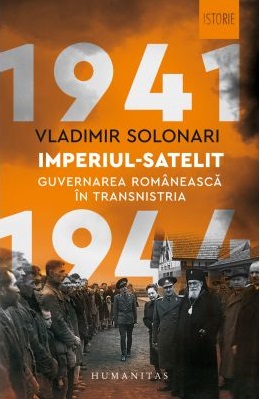 ISTORIE
1941
VLADIMIR SOLONARI
IMPERIUL-SATELIT
GUVERNAREA ROMÂNEASCĂ
ÎN TRANSNISTRIA
1944
HUMANITAS